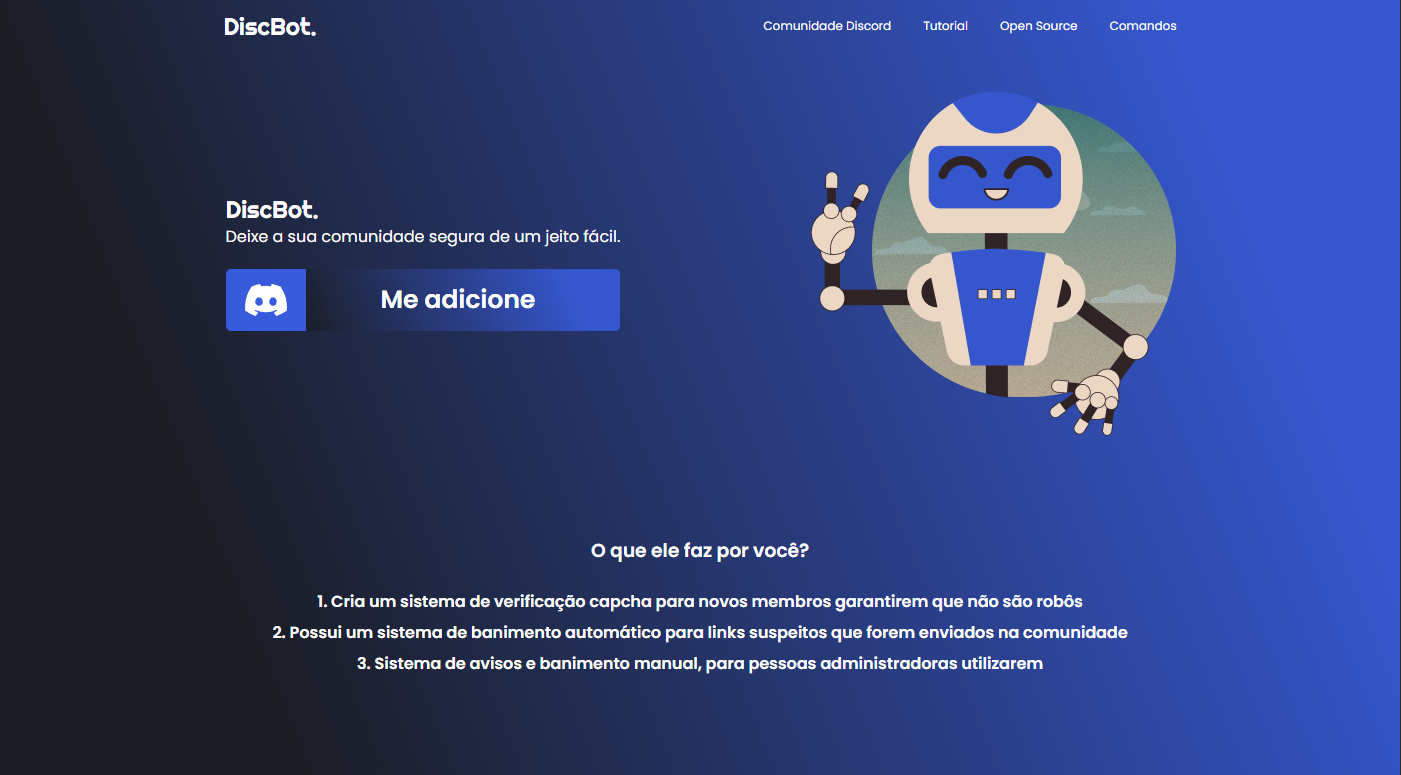 DiscBot.
Comunidade Discord
Tutorial
Open Source
Comandos
DiscBot.
Deixe a sua comunidade segura de um jeito fácil.
Me adicione
O que ele faz por você?
1. Cria um sistema de verificação capcha para novos membros garantirem que não são robôs
2. Possui um sistema de banimento automático para links suspeitos que forem enviados na comunidade
3. Sistema de avisos e banimento manual, para pessoas administradoras utilizarem